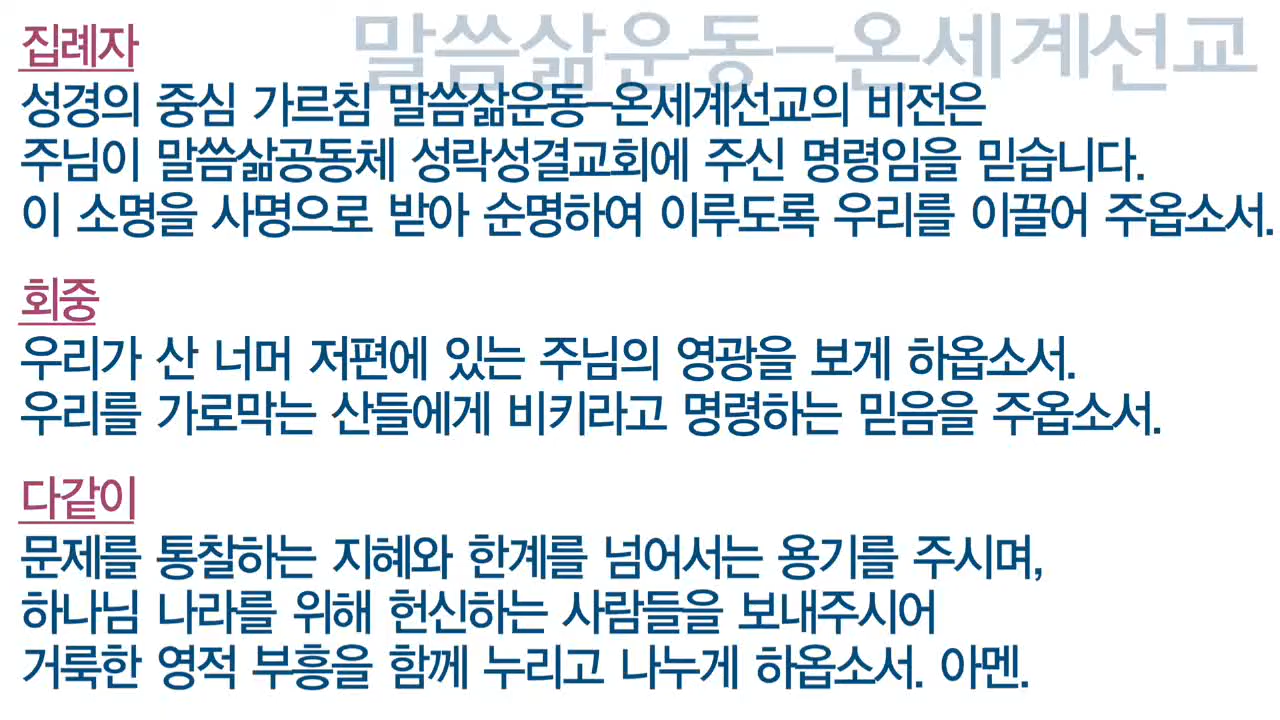 말씀삶운동-온세계선교
집례자
성경의 중심 가르침 말씀삶운동-온세계선교의 비전은
주님이 말씀삶공동체 성락성결교회에 주신 명령임을 믿습니다.
이 소명을 사명으로 받아 순명하여 이루도록 우리를 이끌어 주옵소서.
회중
우리가 산 너머 저편에 있는 주님의 영광을 보게 하옵소서.
우리를 가로막는 산들에게 비키라고 명령하는 믿음을 주옵소서.
다같이
문제를 통찰하는 지혜와 한계를 넘어서는 용기를 주시며,
하나님 나라를 위해 헌신하는 사람들을 보내주시어
거룩한 영적 부흥을 함께 누리고 나누게 하옵소서. 아멘.